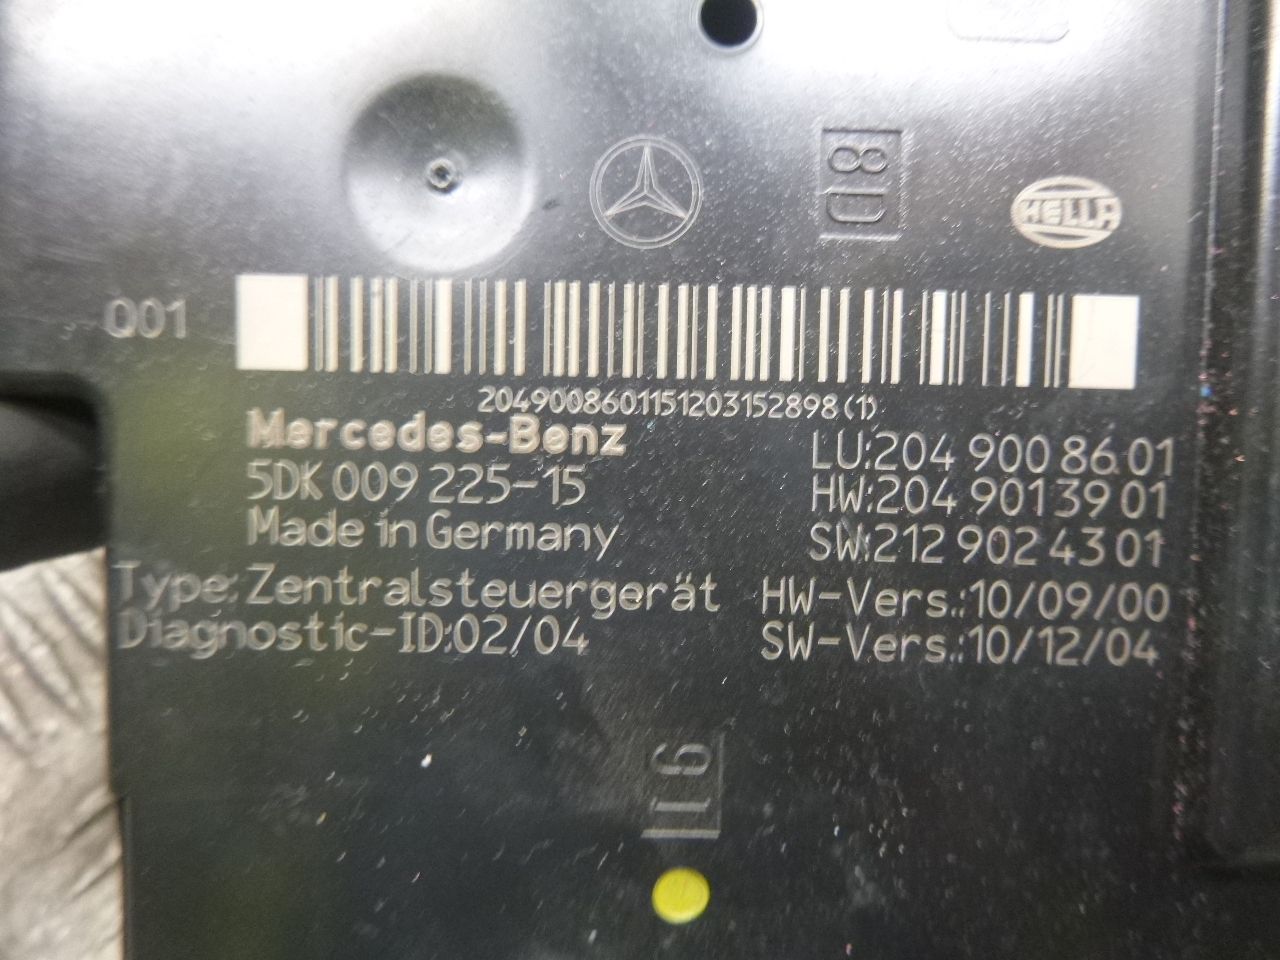 8D
HELLA
Q01
2049008601151203152898(1)
Mercedes-Benz
5DK 009 225-15
Made in Germany
LU:204 900 86 01
HW:204 901 39 01
SW:212 902 43 01
Type:Zentralsteuergerät
Diagnostic-ID:02/04
HW-Vers.:10/09/00
SW-Vers.:10/12/04